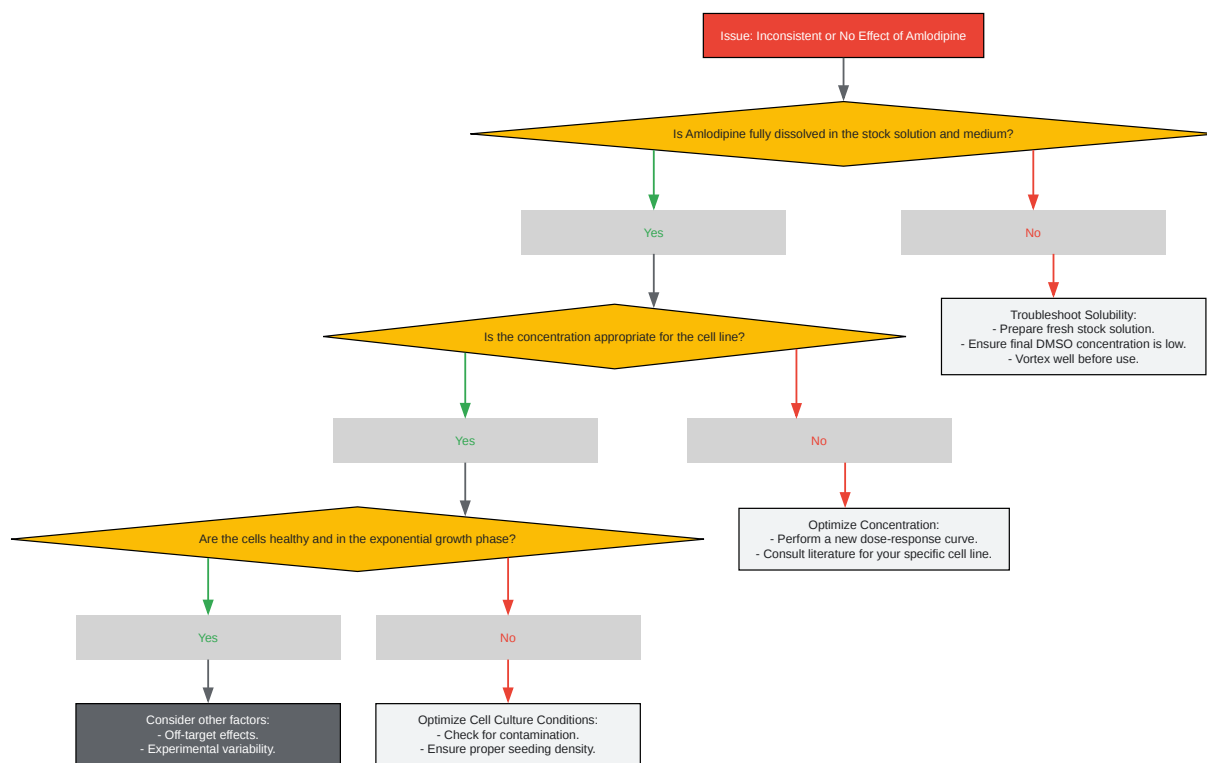 Issue: Inconsistent or No Effect of Amlodipine
Is Amlodipine fully dissolved in the stock solution and medium?
Yes
No
Troubleshoot Solubility:
- Prepare fresh stock solution.
- Ensure final DMSO concentration is low.
- Vortex well before use.
Is the concentration appropriate for the cell line?
Yes
No
Optimize Concentration:
- Perform a new dose-response curve.
- Consult literature for your specific cell line.
Are the cells healthy and in the exponential growth phase?
Yes
No
Consider other factors:
- Off-target effects.
- Experimental variability.
Optimize Cell Culture Conditions:
- Check for contamination.
- Ensure proper seeding density.